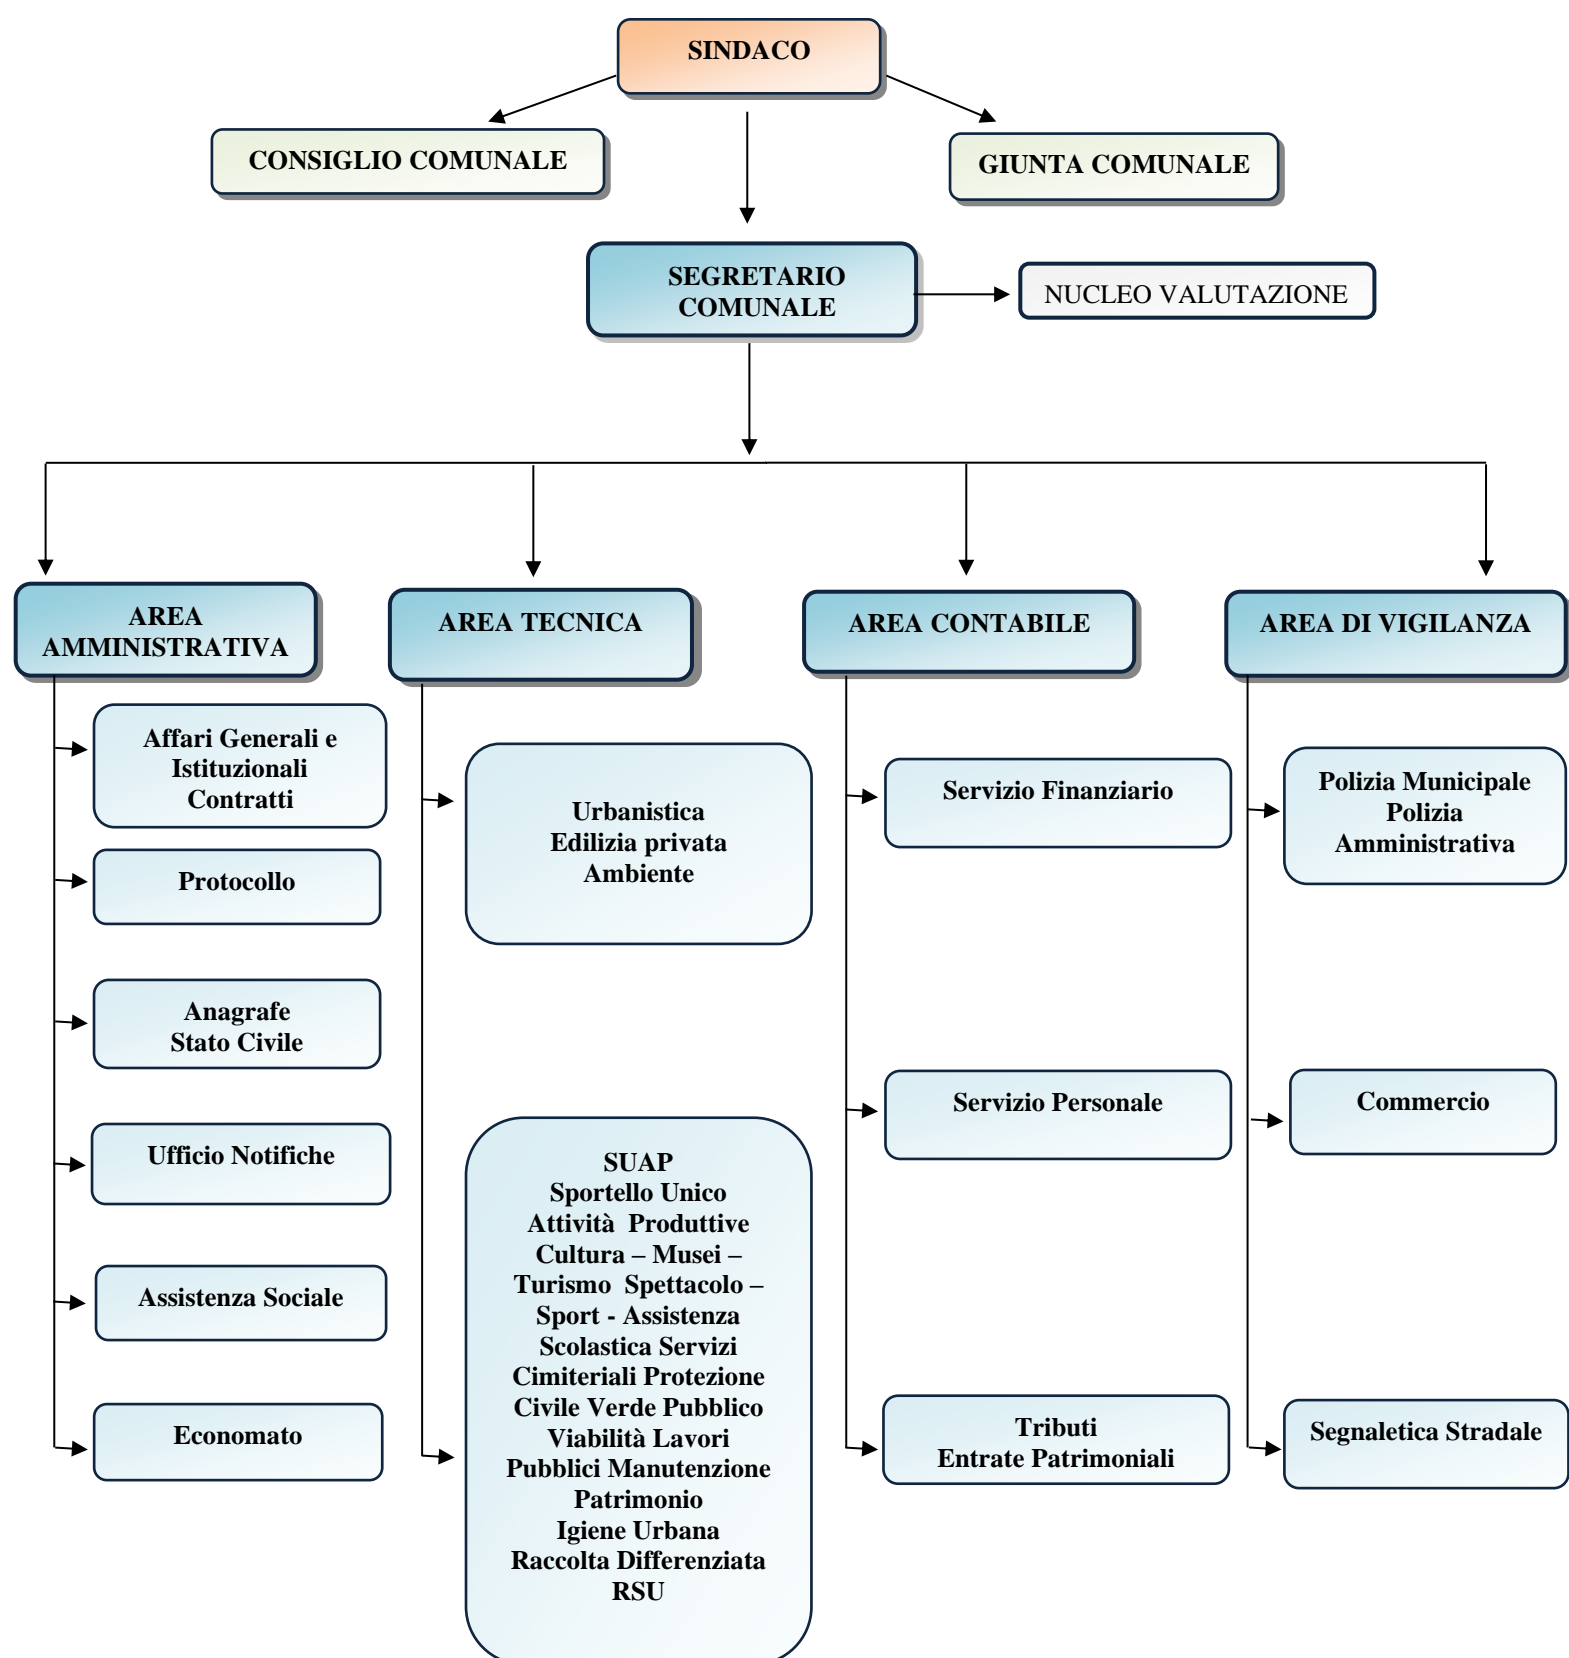 SINDACO
CONSIGLIO COMUNALE
GIUNTA COMUNALE
SEGRETARIO
COMUNALE
NUCLEO VALUTAZIONE
AREA
AMMINISTRATIVA
AREA TECNICA
AREA CONTABILE
AREA DI VIGILANZA
Affari Generali e
Istituzionali
Contratti
Protocollo
Anagrafe
Stato Civile
Ufficio Notifiche
Assistenza Sociale
Economato
Urbanistica
Edilizia privata
Ambiente
SUAP
Sportello Unico
Attività  Produttive
Cultura – Musei –
Turismo  Spettacolo –
Sport - Assistenza
Scolastica Servizi
Cimiteriali Protezione
Civile Verde Pubblico
Viabilità Lavori
Pubblici Manutenzione
Patrimonio
Igiene Urbana
Raccolta Differenziata
RSU
Servizio Finanziario
Servizio Personale
Tributi
Entrate Patrimoniali
Polizia Municipale
Polizia
Amministrativa
Commercio
Segnaletica Stradale